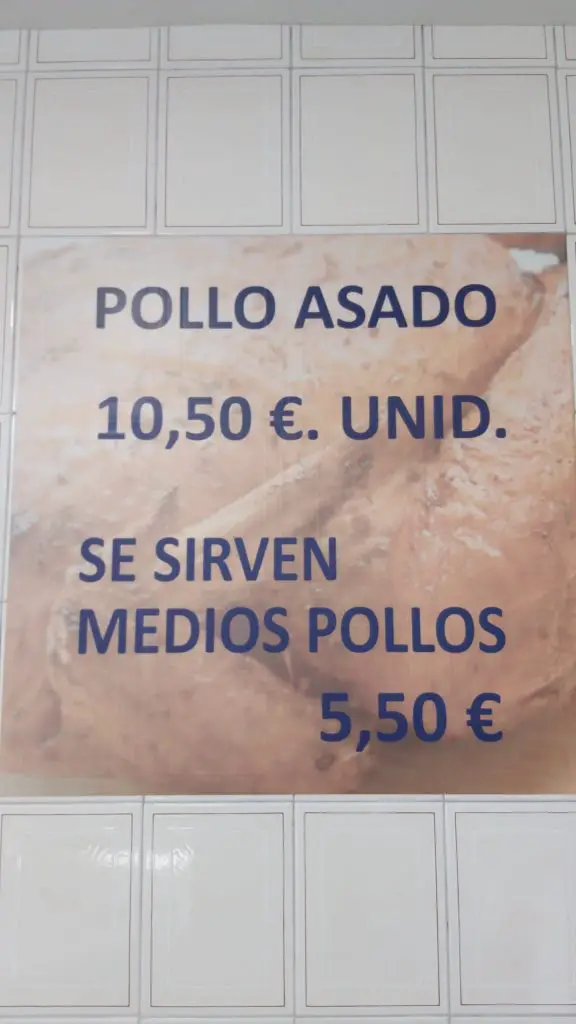 POLLO ASADO
10,50 €. UNID.
SE SIRVEN
MEDIOS POLLOS
5,50 €